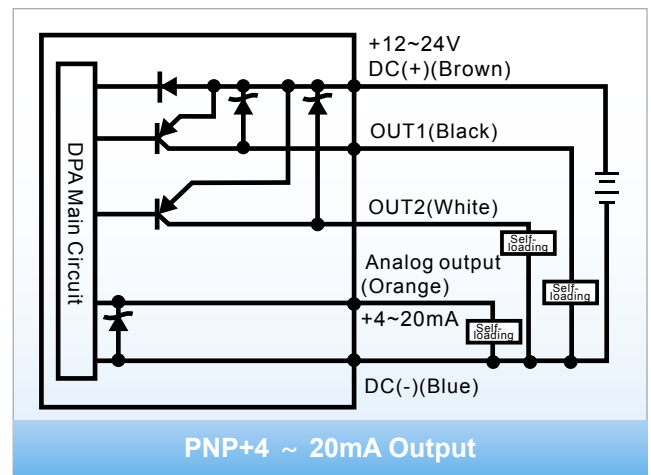 +12~24V
DC(+)(Brown)
OUT1(Black)
DPA Main Circuit
OUT2(White)
Self-
loading
Analog output
(Orange)
Self-
loading
+4~20mA
Self-
loading
DC(-)(Blue)
PNP+4 ~ 20mA Output